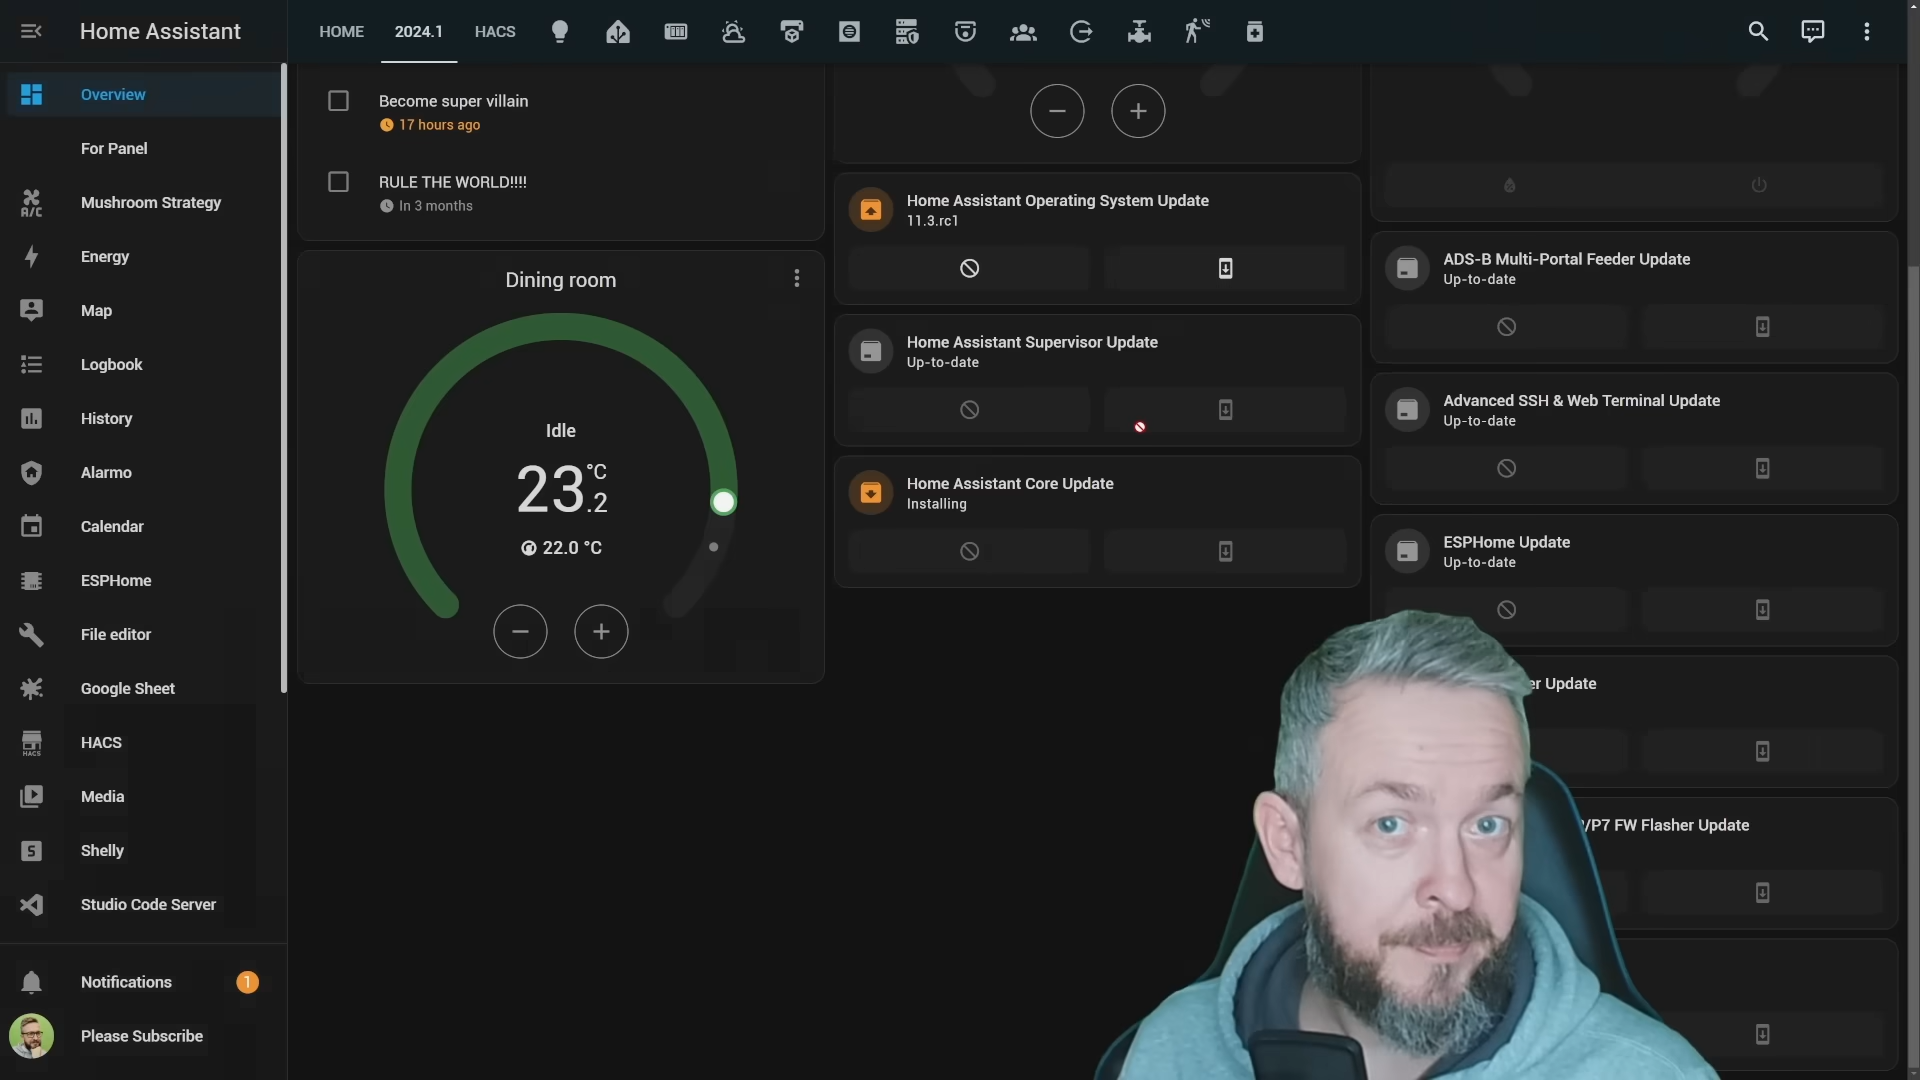 Home Assistant
HOME
2024.1
HACS
Overview
For Panel
A/C
Mushroom Strategy
Energy
Map
Logbook
History
Alarmo
Calendar
ESPHome
File editor
Google Sheet
HACS
HACS
Media
S
Shelly
Studio Code Server
Notifications
1
Please Subscribe
Become super villain
17 hours ago
RULE THE WORLD!!!!
In 3 months
Dining room
Idle
23.2 °C
22.0 °C
Home Assistant Operating System Update
11.3.rc1
Home Assistant Supervisor Update
Up-to-date
Home Assistant Core Update
Installing
ADS-B Multi-Portal Feeder Update
Up-to-date
Advanced SSH & Web Terminal Update
Up-to-date
ESPHome Update
Up-to-date
er Update
/P7 FW Flasher Update